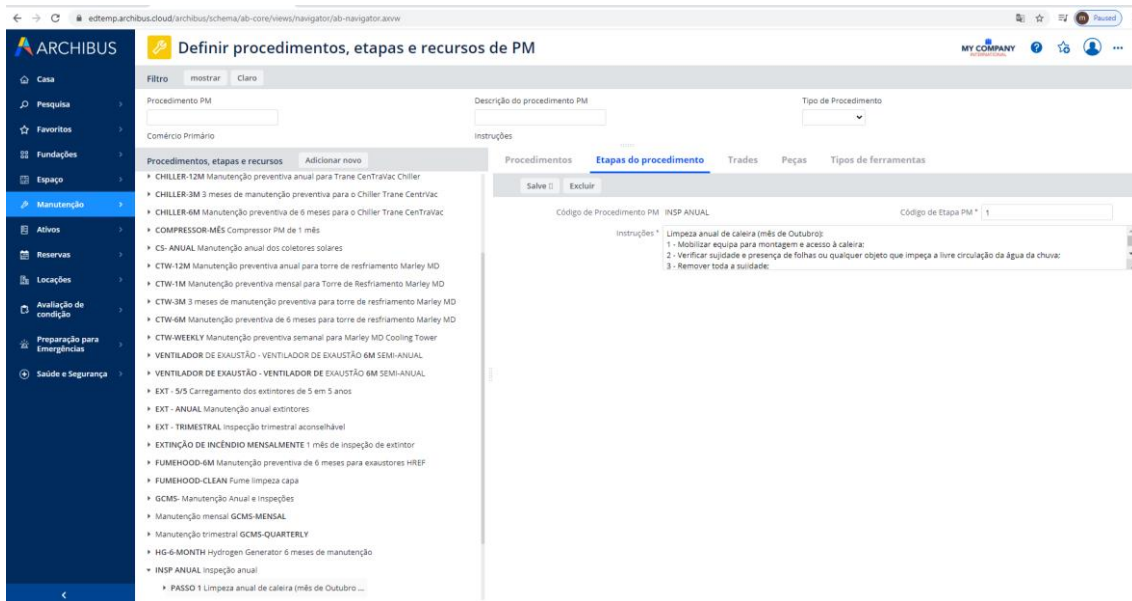 edtemp.archibus.cloud/archibus/schema/ab-core/views/navigator/ab-navigator.axvw
m Paused
ARCHIBUS
Definir procedimentos, etapas e recursos de PM
MY COMPANY
INTERNATIONAL
Casa
Pesquisa
Favoritos
Fundações
Espaço
Manutenção
Ativos
Reservas
Locações
Avaliação de
condição
Preparação para
Emergências
Saúde e Segurança
Filtro mostrar Claro
Procedimento PM Descrição do procedimento PM Tipo de Procedimento
Comércio Primário Instruções
Procedimentos, etapas e recursos Adicionar novo
CHILLER-12M Manutenção preventiva anual para Trane CenTraVac Chiller
CHILLER-3M 3 meses de manutenção preventiva para o Chiller Trane CentrVac
CHILLER-6M Manutenção preventiva de 6 meses para o Chiller Trane CenTraVac
COMPRESSOR-MÊS Compressor PM de 1 mês
CS- ANUAL Manutenção anual dos coletores solares
CTW-12M Manutenção preventiva anual para torre de resfriamento Marley MD
CTW-1M Manutenção preventiva mensal para Torre de Resfriamento Marley MD
CTW-3M 3 meses de manutenção preventiva para torre de resfriamento Marley MD
CTW-6M Manutenção preventiva de 6 meses para torre de resfriamento Marley MD
CTW-WEEKLY Manutenção preventiva semanal para Marley MD Cooling Tower
VENTILADOR DE EXAUSTÃO - VENTILADOR DE EXAUSTÃO 6M SEMI-ANUAL
VENTILADOR DE EXAUSTÃO - VENTILADOR DE EXAUSTÃO 6M SEMI-ANUAL
EXT - 5/5 Carregamento dos extintores de 5 em 5 anos
EXT - ANUAL Manutenção anual extintores
EXT - TRIMESTRAL Inspecção trimestral aconselhável
EXTINÇÃO DE INCÊNDIO MENSALMENTE 1 mês de inspeção de extintor
FUMEHOOD-6M Manutenção preventiva de 6 meses para exaustores HREF
FUMEHOOD-CLEAN Fume limpeza capa
GCMS- Manutenção Anual e Inspeções
Manutenção mensal GCMS-MENSAL
Manutenção trimestral GCMS-QUARTERLY
HG-6-MONTH Hydrogen Generator 6 meses de manutenção
INSP ANUAL Inspeção anual
PASSO 1 Limpeza anual de caleira (mês de Outubro ...
Procedimentos Etapas do procedimento Trades Peças Tipos de ferramentas
Salve Excluir
Código de Procedimento PM INSP ANUAL Código de Etapa PM * 1
Instruções * Limpeza anual de caleira (mês de Outubro):
1 - Mobilizar equipa para montagem e acesso à caleira;
2 - Verificar sujidade e presença de folhas ou qualquer objeto que impeça a livre circulação da água da chuva;
3 - Remover toda a sujidade;